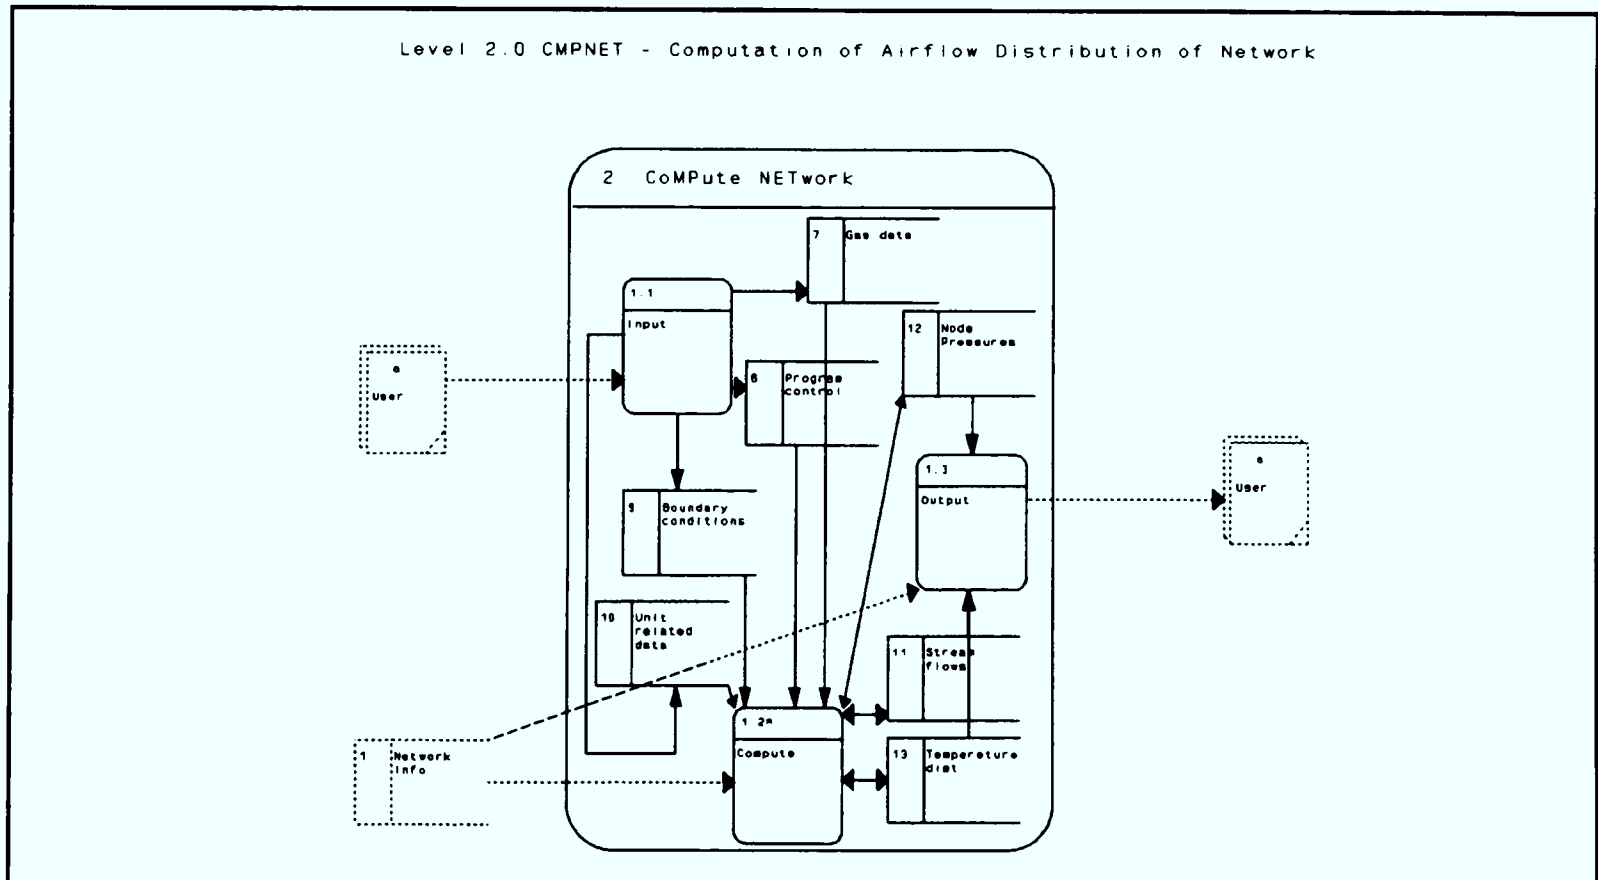 Level 2.0 CMPNET - Computation of Airflow Distribution of Network
2 CoMPute NETwork
7 Gas data
1.1
Input
12 Node
Pressures
a
User
8 Program
control
1.3
Output
a
User
9 Boundary
conditions
10 Unit
related
data
11 Stream
flows
1.2*
Compute
1 Network
info
13 Temperature
dist